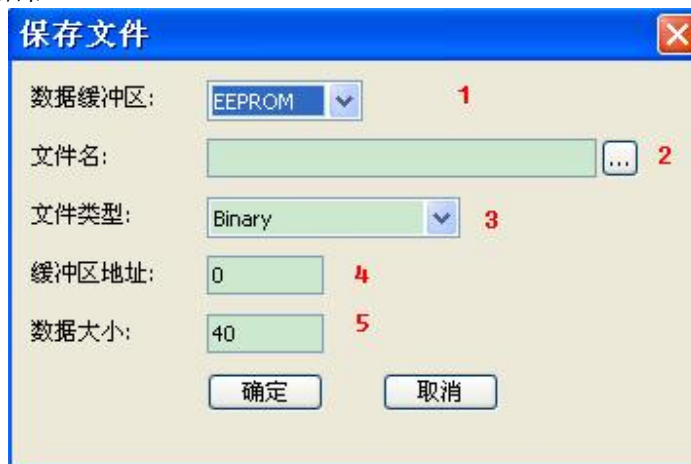 保存文件
数据缓冲区: EEPROM 1
文件名: ... 2
文件类型: Binary 3
缓冲区地址: 0 4
数据大小: 40 5
确定 取消